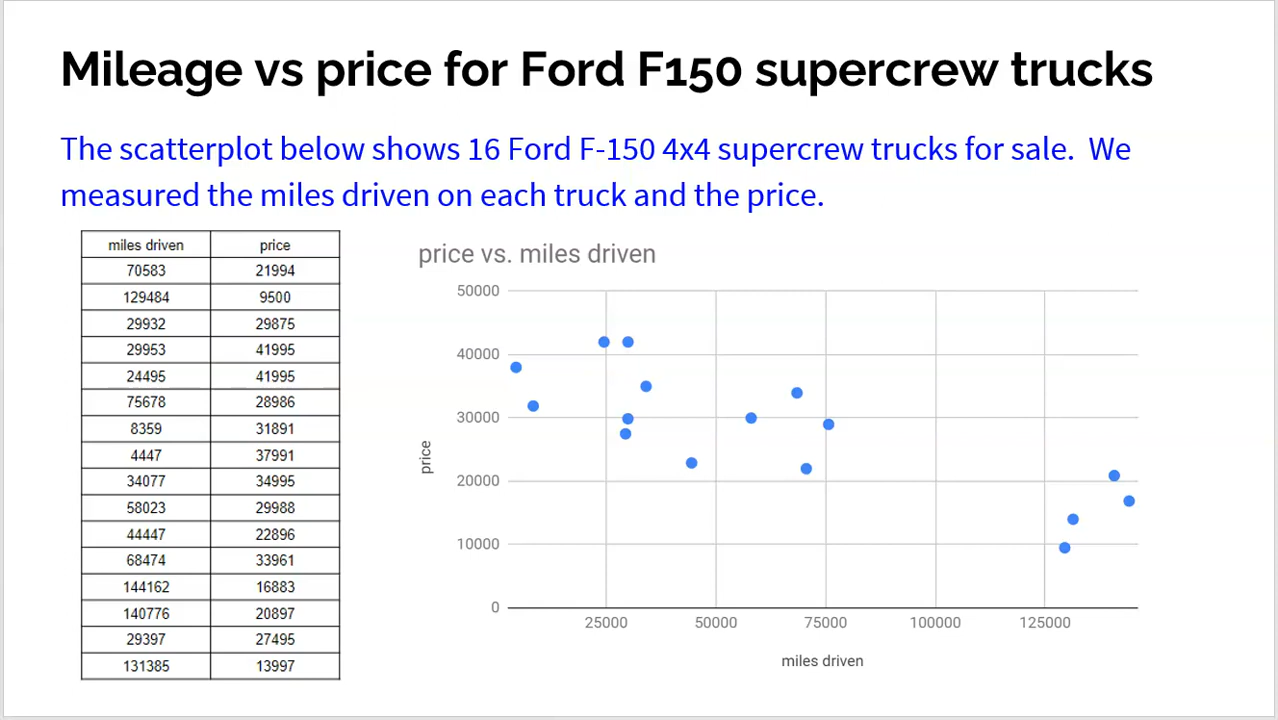 Mileage vs price for Ford F150 supercrew trucks
The scatterplot below shows 16 Ford F-150 4x4 supercrew trucks for sale.  We
measured the miles driven on each truck and the price.
miles driven price
70583 21994
129484 9500
29932 29875
29953 41995
24495 41995
75678 28986
8359 31891
4447 37991
34077 34995
58023 29988
44447 22896
68474 33961
144162 16883
140776 20897
29397 27495
131385 13997
price vs. miles driven
50000
40000
30000
20000
10000
0
price
25000 50000 75000 100000 125000
miles driven